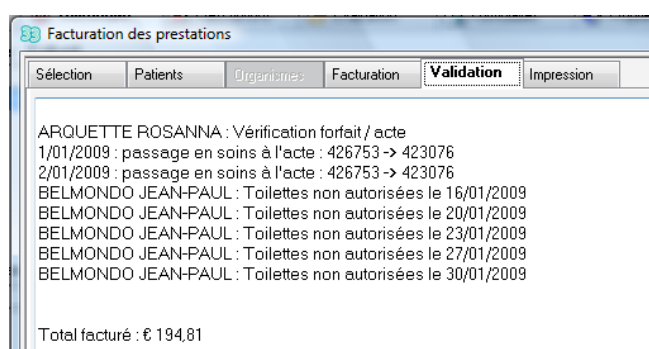 Facturation des prestations
Sélection Patients Organismes Facturation Validation Impression
ARQUETTE ROSANNA : Vérification forfait / acte
1/01/2009 : passage en soins à l'acte : 426753 -> 423076
2/01/2009 : passage en soins à l'acte : 426753 -> 423076
BELMONDO JEAN-PAUL : Toilettes non autorisées le 16/01/2009
BELMONDO JEAN-PAUL : Toilettes non autorisées le 20/01/2009
BELMONDO JEAN-PAUL : Toilettes non autorisées le 23/01/2009
BELMONDO JEAN-PAUL : Toilettes non autorisées le 27/01/2009
BELMONDO JEAN-PAUL : Toilettes non autorisées le 30/01/2009
Total facturé : € 194,81